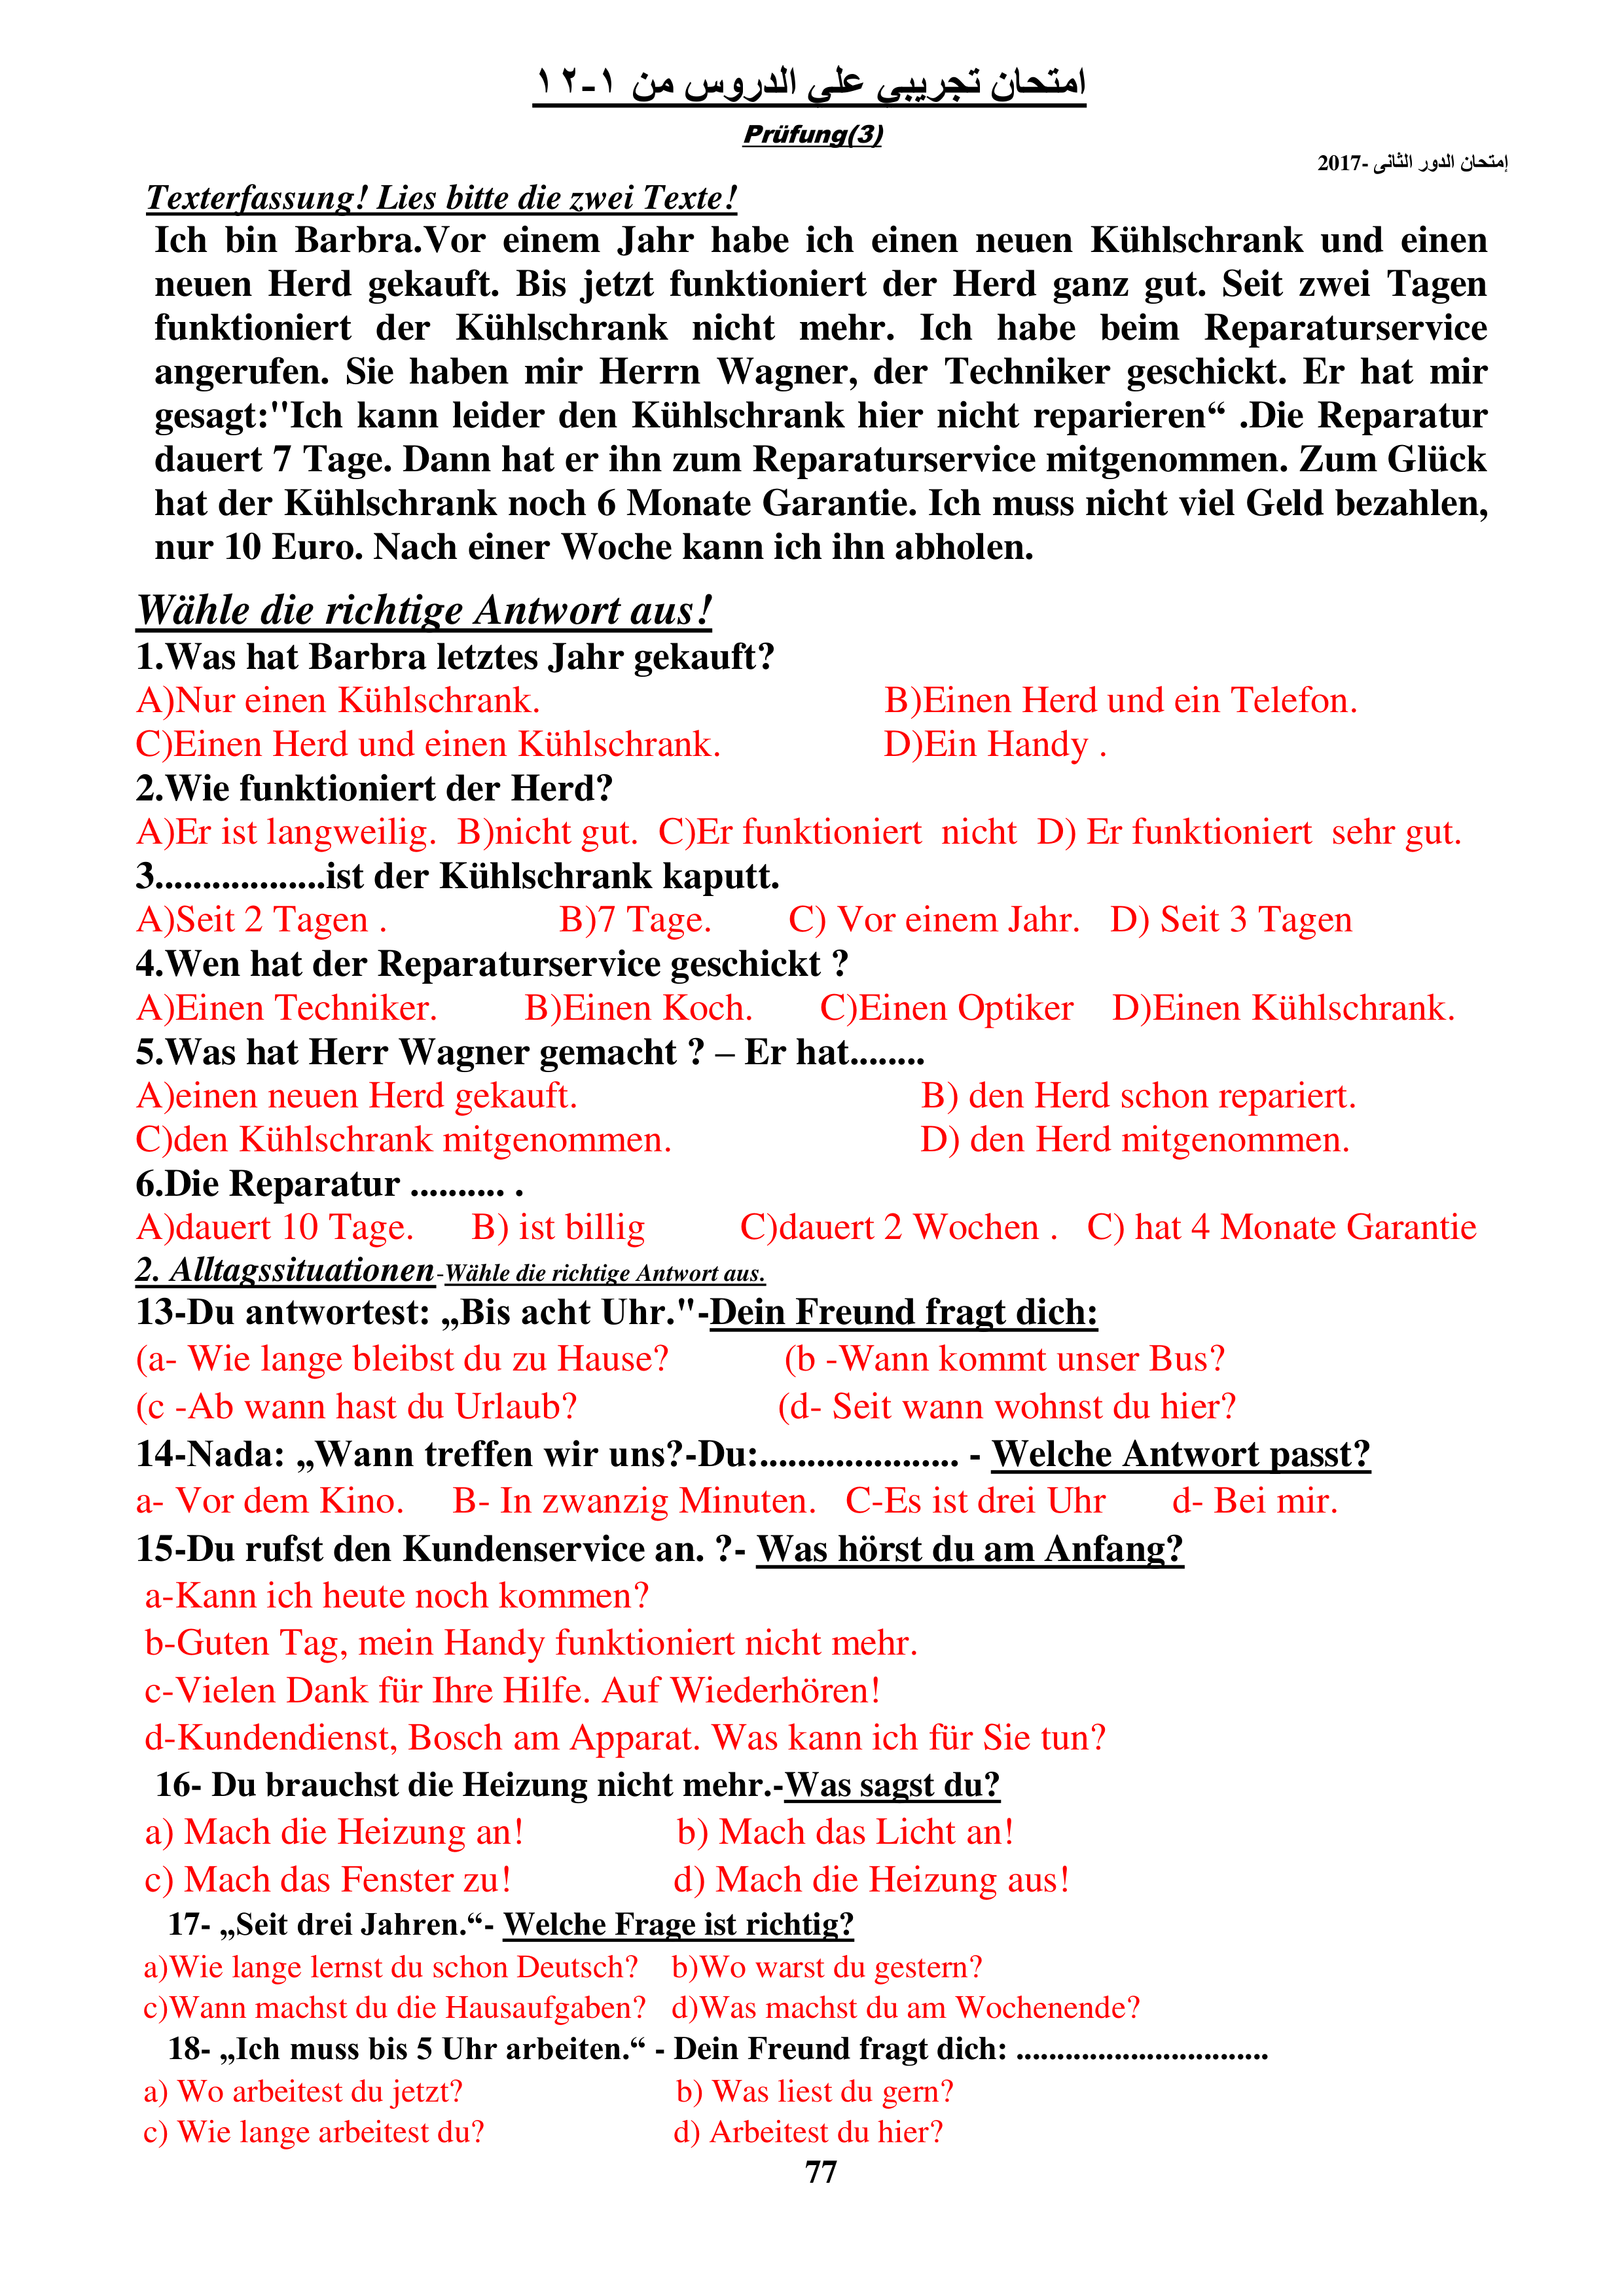 امتحان تجريبي علي الدروس من ١-١٢
Prüfung(3)
إمتحان الدور الثانى -2017
Texterfassung! Lies bitte die zwei Texte!
Ich bin Barbra.Vor einem Jahr habe ich einen neuen Kühlschrank und einen
neuen Herd gekauft. Bis jetzt funktioniert der Herd ganz gut. Seit zwei Tagen
funktioniert der Kühlschrank nicht mehr. Ich habe beim Reparaturservice
angerufen. Sie haben mir Herrn Wagner, der Techniker geschickt. Er hat mir
gesagt:"Ich kann leider den Kühlschrank hier nicht reparieren“ .Die Reparatur
dauert 7 Tage. Dann hat er ihn zum Reparaturservice mitgenommen. Zum Glück
hat der Kühlschrank noch 6 Monate Garantie. Ich muss nicht viel Geld bezahlen,
nur 10 Euro. Nach einer Woche kann ich ihn abholen.
Wähle die richtige Antwort aus!
1.Was hat Barbra letztes Jahr gekauft?
A)Nur einen Kühlschrank. B)Einen Herd und ein Telefon.
C)Einen Herd und einen Kühlschrank. D)Ein Handy .
2.Wie funktioniert der Herd?
A)Er ist langweilig. B)nicht gut. C)Er funktioniert nicht D) Er funktioniert sehr gut.
3..................ist der Kühlschrank kaputt.
A)Seit 2 Tagen . B)7 Tage. C) Vor einem Jahr. D) Seit 3 Tagen
4.Wen hat der Reparaturservice geschickt ?
A)Einen Techniker. B)Einen Koch. C)Einen Optiker D)Einen Kühlschrank.
5.Was hat Herr Wagner gemacht ? – Er hat........
A)einen neuen Herd gekauft. B) den Herd schon repariert.
C)den Kühlschrank mitgenommen. D) den Herd mitgenommen.
6.Die Reparatur .......... .
A)dauert 10 Tage. B) ist billig C)dauert 2 Wochen . C) hat 4 Monate Garantie
2. Alltagssituationen-Wähle die richtige Antwort aus.
13-Du antwortest: „Bis acht Uhr."-Dein Freund fragt dich:
(a- Wie lange bleibst du zu Hause? (b -Wann kommt unser Bus?
(c -Ab wann hast du Urlaub? (d- Seit wann wohnst du hier?
14-Nada: „Wann treffen wir uns?-Du:..................... - Welche Antwort passt?
a- Vor dem Kino. B- In zwanzig Minuten. C-Es ist drei Uhr d- Bei mir.
15-Du rufst den Kundenservice an. ?- Was hörst du am Anfang?
a-Kann ich heute noch kommen?
b-Guten Tag, mein Handy funktioniert nicht mehr.
c-Vielen Dank für Ihre Hilfe. Auf Wiederhören!
d-Kundendienst, Bosch am Apparat. Was kann ich für Sie tun?
16- Du brauchst die Heizung nicht mehr.-Was sagst du?
a) Mach die Heizung an! b) Mach das Licht an!
c) Mach das Fenster zu! d) Mach die Heizung aus!
17- „Seit drei Jahren.“- Welche Frage ist richtig?
a)Wie lange lernst du schon Deutsch? b)Wo warst du gestern?
c)Wann machst du die Hausaufgaben? d)Was machst du am Wochenende?
18- „Ich muss bis 5 Uhr arbeiten.“ - Dein Freund fragt dich: ...............................
a) Wo arbeitest du jetzt? b) Was liest du gern?
c) Wie lange arbeitest du? d) Arbeitest du hier?
77